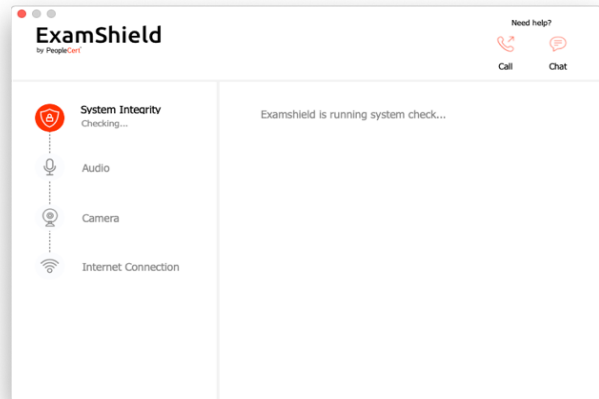 ExamShield
by PeopleCert
Need help?
Call
Chat
System Integrity
Checking...
Examshield is running system check...
Audio
Camera
Internet Connection